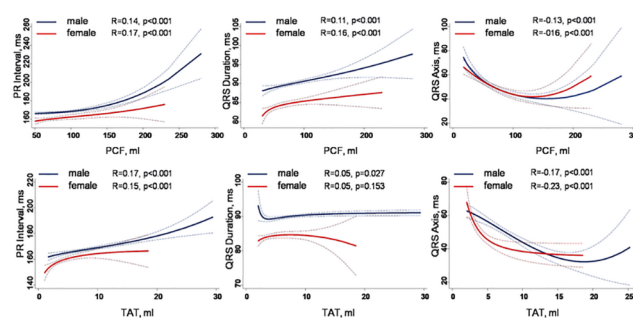 male R=0.14, p<0.001
female R=0.17, p<0.001
PR Interval, ms
160 180 200 220 240 260
50 100 150 200 250 300
PCF, ml
male R=0.11, p<0.001
female R=0.16, p<0.001
QRS Duration, ms
80 85 90 95 100 105
0 100 200 300
PCF, ml
male R=-0.13, p<0.001
female R=-016, p<0.001
QRS Axis, ms
20 40 60 80 100
0 100 200 300
PCF, ml
male R=0.17, p<0.001
female R=0.15, p<0.001
PR Interval, ms
140 160 180 200 220
0 10 20 30
TAT, ml
male R=0.05, p=0.027
female R=0.05, p=0.153
QRS Duration, ms
70 80 90 100
0 10 20 30
TAT, ml
male R=-0.17, p<0.001
female R=-0.23, p<0.001
QRS Axis, ms
20 40 60 80 100
0 5 10 15 20 25
TAT, ml